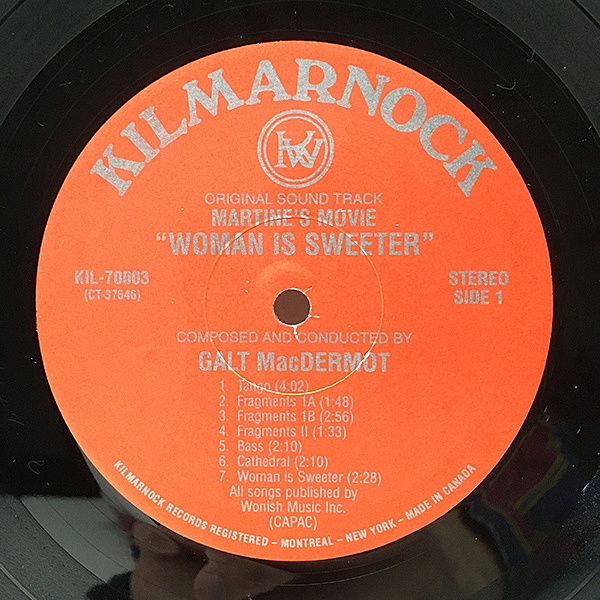 KILMARNOCK
KW
ORIGINAL SOUND TRACK
MARTINE'S MOVIE
"WOMAN IS SWEETER"
KIL-70003
(CT-37646)
STEREO
SIDE 1
COMPOSED AND CONDUCTED BY
GALT MacDERMOT
1. Tango (4:02)
2. Fragments 1A (1:48)
3. Fragments 1B (2:56)
4. Fragments II (1:33)
5. Bass (2:10)
6. Cathedral (2:10)
7. Woman is Sweeter (2:28)
All songs published by
Wonish Music Inc.
(CAPAC)
KILMARNOCK RECORDS REGISTERED – MONTREAL – NEW YORK – MADE IN CANADA